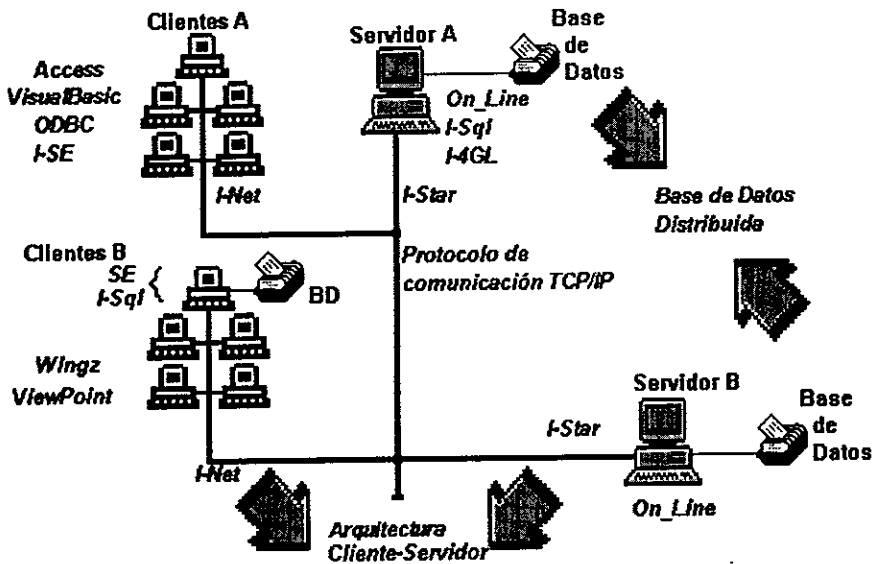 Clientes A
Access
VisualBasic
ODBC
I-SE
I-Net
Servidor A
Base
de
Datos
On_Line
I-Sql
I-4GL
I-Star
Base de Datos
Distribuida
Protocolo de
comunicación TCP/IP
Clientes B
SE
I-Sql
BD
Wingz
ViewPoint
I-Net
I-Star
Servidor B
Base
de
Datos
On_Line
Arquitectura
Cliente-Servidor